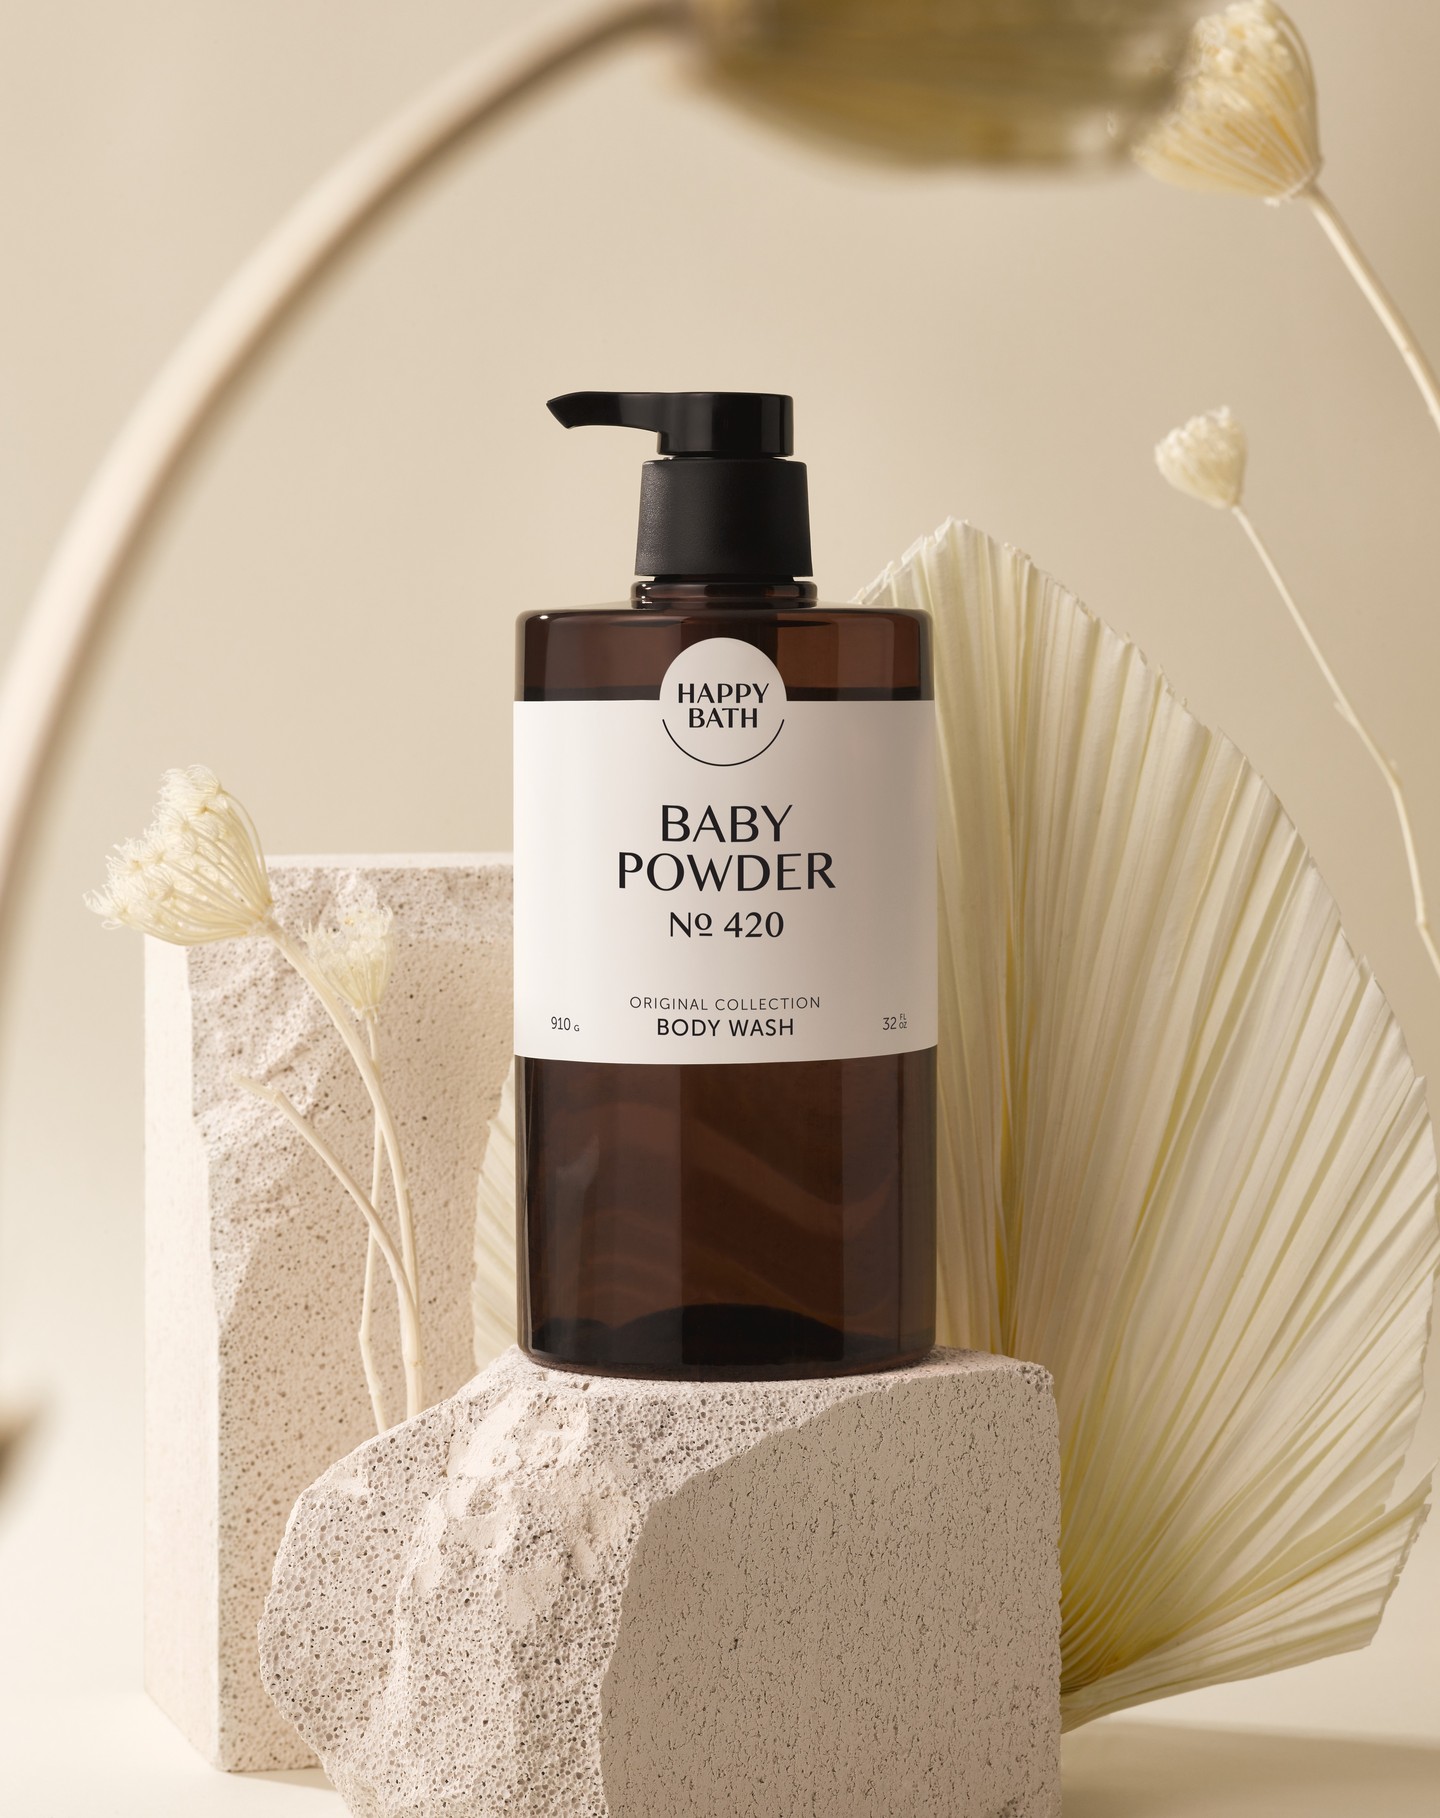 HAPPY
BATH
BABY
POWDER
№ 420
ORIGINAL COLLECTION
910 G
BODY WASH
32 FL OZ